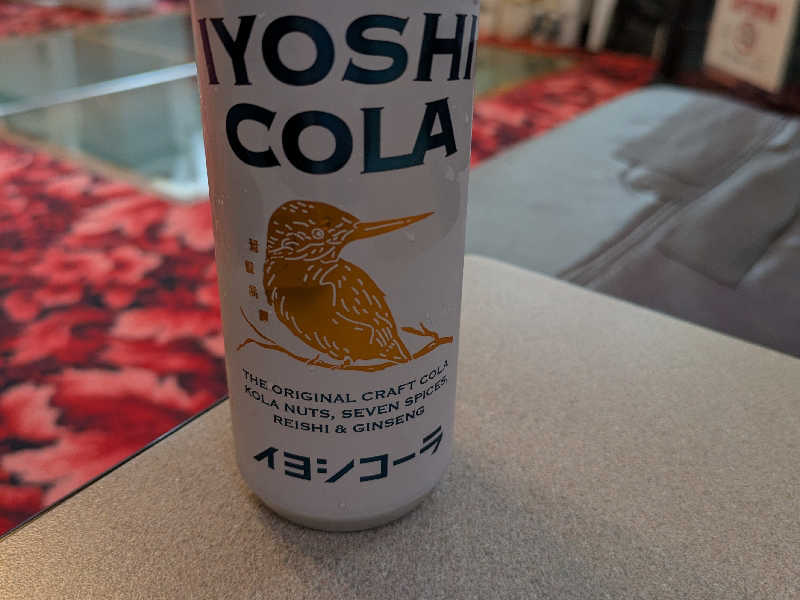 IYOSHI
COLA
THE ORIGINAL CRAFT COLA
KOLA NUTS, SEVEN SPICES,
REISHI & GINSENG
イヨシコーラ